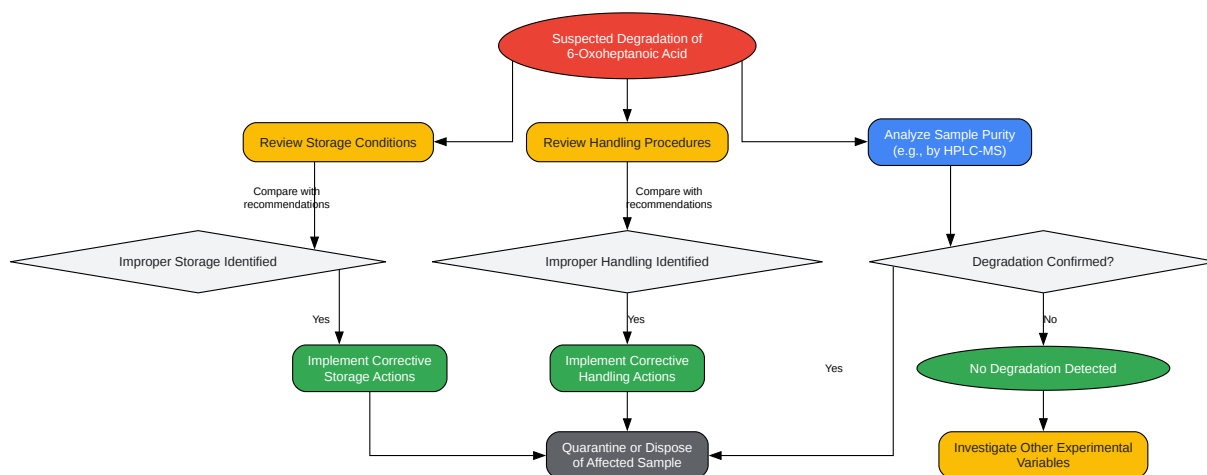 Suspected Degradation of
6-Oxoheptanoic Acid
Review Storage Conditions
Review Handling Procedures
Analyze Sample Purity
(e.g., by HPLC-MS)
Compare with
recommendations
Compare with
recommendations
Improper Storage Identified
Improper Handling Identified
Degradation Confirmed?
Yes
Yes
No
Implement Corrective
Storage Actions
Implement Corrective
Handling Actions
Yes
No Degradation Detected
Quarantine or Dispose
of Affected Sample
Investigate Other Experimental
Variables